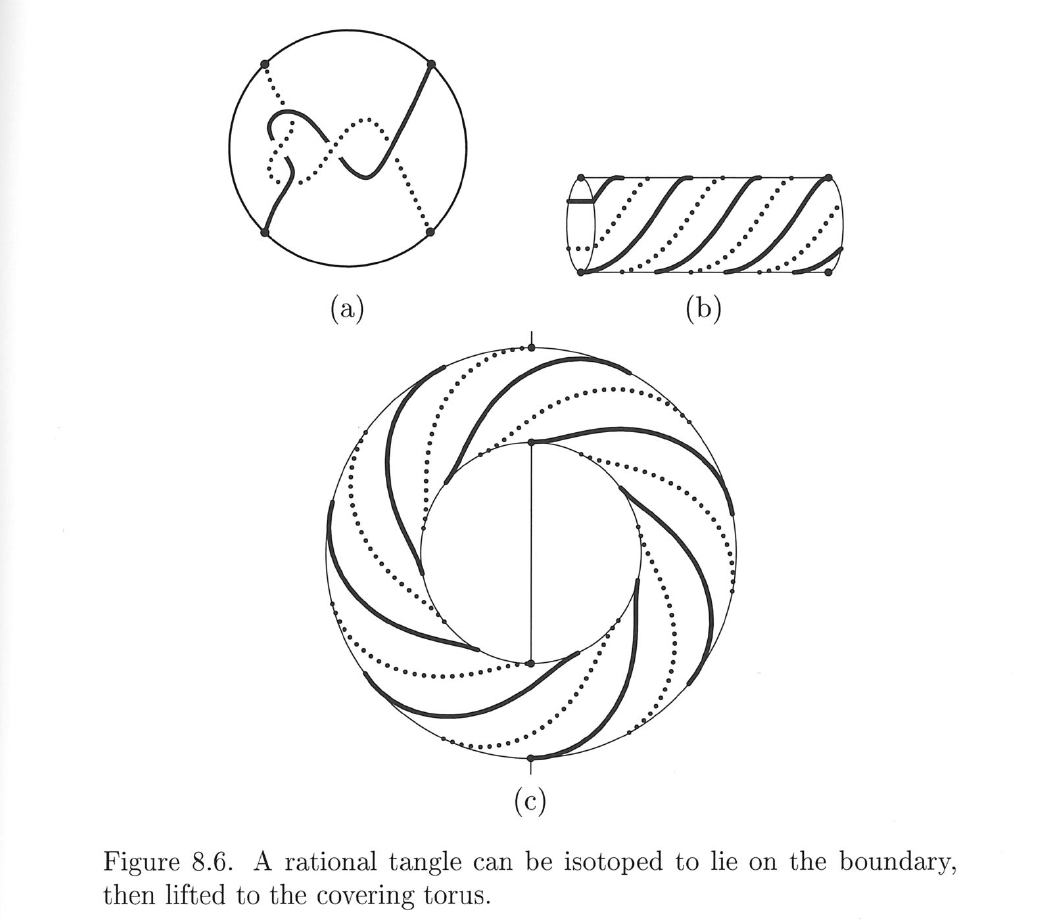 (a)
(b)
(c)
Figure 8.6. A rational tangle can be isotoped to lie on the boundary,
then lifted to the covering torus.